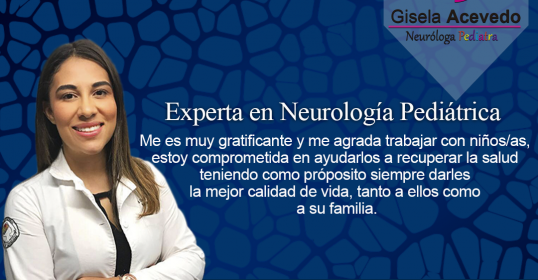 Gisela Acevedo
Neuróloga Pediatra
Experta en Neurología Pediátrica
Me es muy gratificante y me agrada trabajar con niños/as,
estoy comprometida en ayudarlos a recuperar la salud
teniendo como próposito siempre darles
la mejor calidad de vida, tanto a ellos como
a su familia.